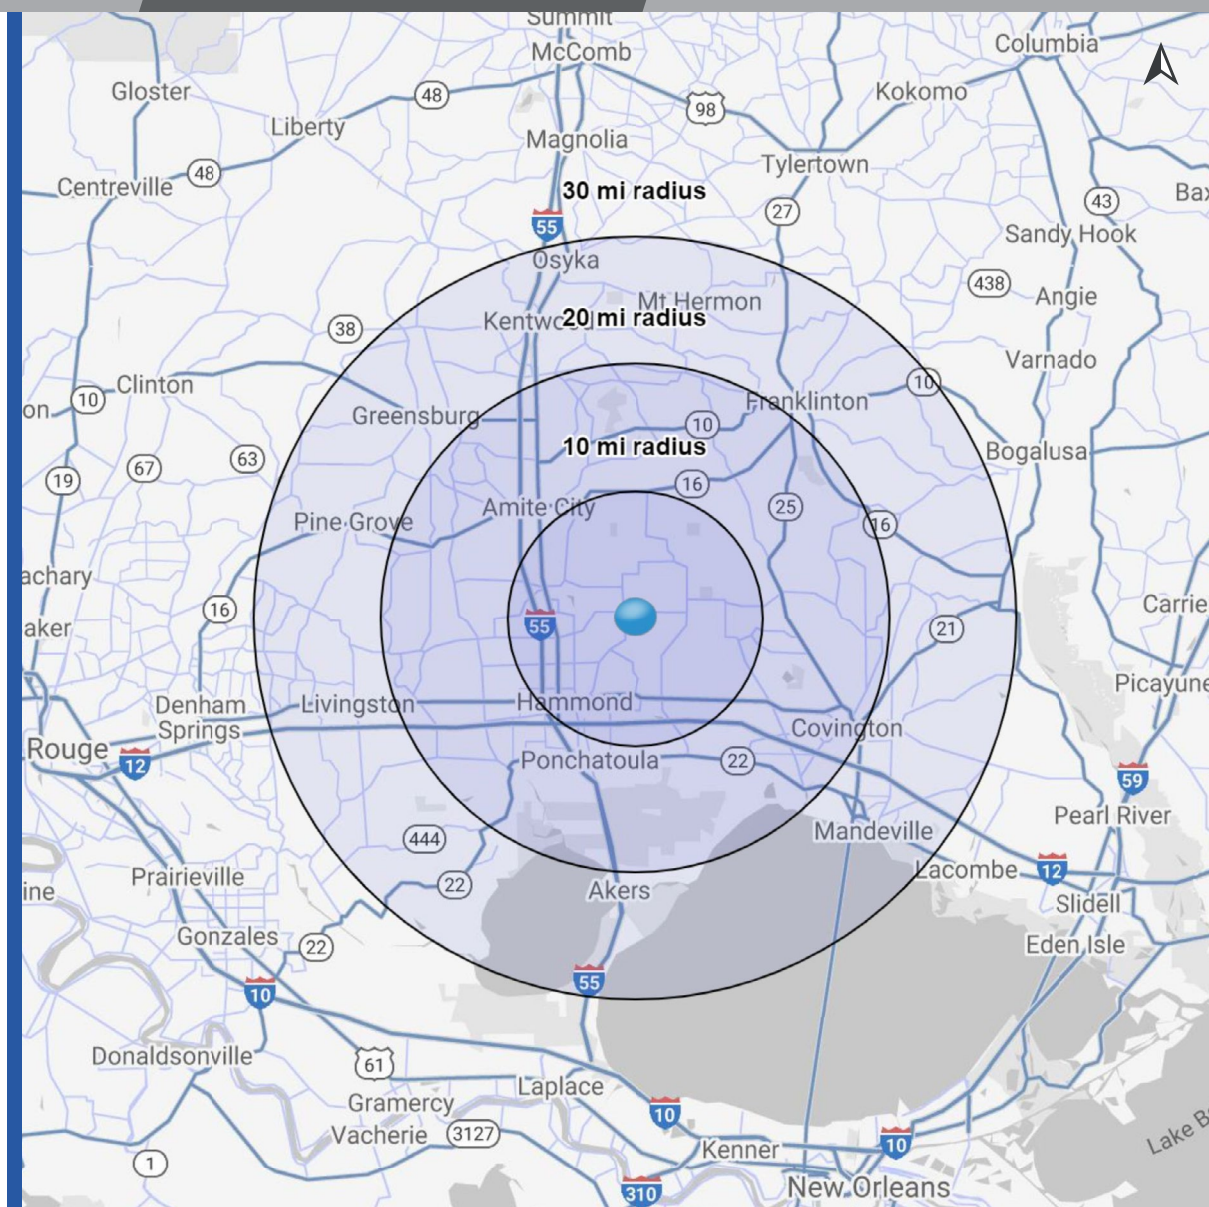 Summit
McComb
Columbia
Gloster
48
98
Kokomo
Liberty
Magnolia
Tylertown
48
Centreville
30 mi radius
43
27
55
Sandy Hook
Osyka
438
Mt Hermon
Angie
Kentwo
20 mi radius
38
Varnado
Clinton
10
10
on
Franklinton
Greensburg
10
10 mi radius
Bogalusa
63
67
19
16
Amite City
25
Pine Grove
16
achary
Carrie
16
55
aker
21
Picayune
Denham
Springs
Livingston
Hammond
Covington
Rouge
12
Ponchatoula
22
59
Pearl River
444
Mandeville
Prairieville
22
Akers
Lacombe
12
ine
Slidell
Gonzales
22
Eden Isle
55
10
Donaldsonville
61
Laplace
Gramercy
10
Vacherie
3127
Kenner
10
Lake B
1
New Orleans
310